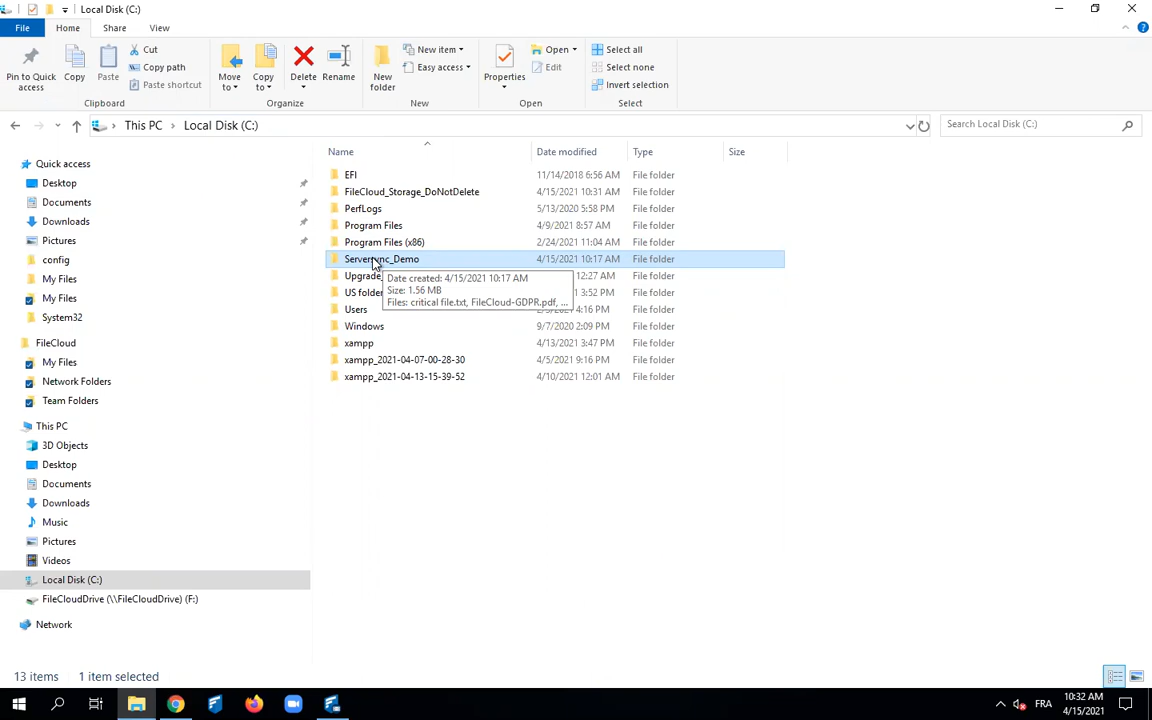 Local Disk (C:)
File
Home
Share
View
Pin to Quick access
Copy
Paste
Cut
Copy path
Paste shortcut
Clipboard
Move to
Copy to
Delete
Rename
Organize
New folder
New item
Easy access
New
Properties
Open
Edit
Open
Select all
Select none
Invert selection
Select
This PC
Local Disk (C:)
Search Local Disk (C:)
Quick access
Desktop
Documents
Downloads
Pictures
config
My Files
My Files
System32
FileCloud
My Files
Network Folders
Team Folders
This PC
3D Objects
Desktop
Documents
Downloads
Music
Pictures
Videos
Local Disk (C:)
FileCloudDrive (\\FileCloudDrive) (F:)
Network
Name Date modified Type Size
EFI 11/14/2018 6:56 AM File folder
FileCloud_Storage_DoNotDelete 4/15/2021 10:31 AM File folder
PerfLogs 5/13/2020 5:58 PM File folder
Program Files 4/9/2021 8:57 AM File folder
Program Files (x86) 2/24/2021 11:04 AM File folder
4/15/2021 10:17 AM File folder
12:27 AM File folder
US 3:52 PM File folder
Users 4:16 PM File folder
Windows 9/7/2020 2:09 PM File folder
xampp 4/13/2021 3:47 PM File folder
xampp_2021-04-07-00-28-30 4/5/2021 9:16 PM File folder
xampp_2021-04-13-15-39-52 4/10/2021 12:01 AM File folder
Date created: 4/15/2021 10:17 AM
Size: 1.56 MB
Files: critical file.txt, FileCloud-GDPR.pdf, ...
13 items 1 item selected
FRA
10:32 AM
4/15/2021